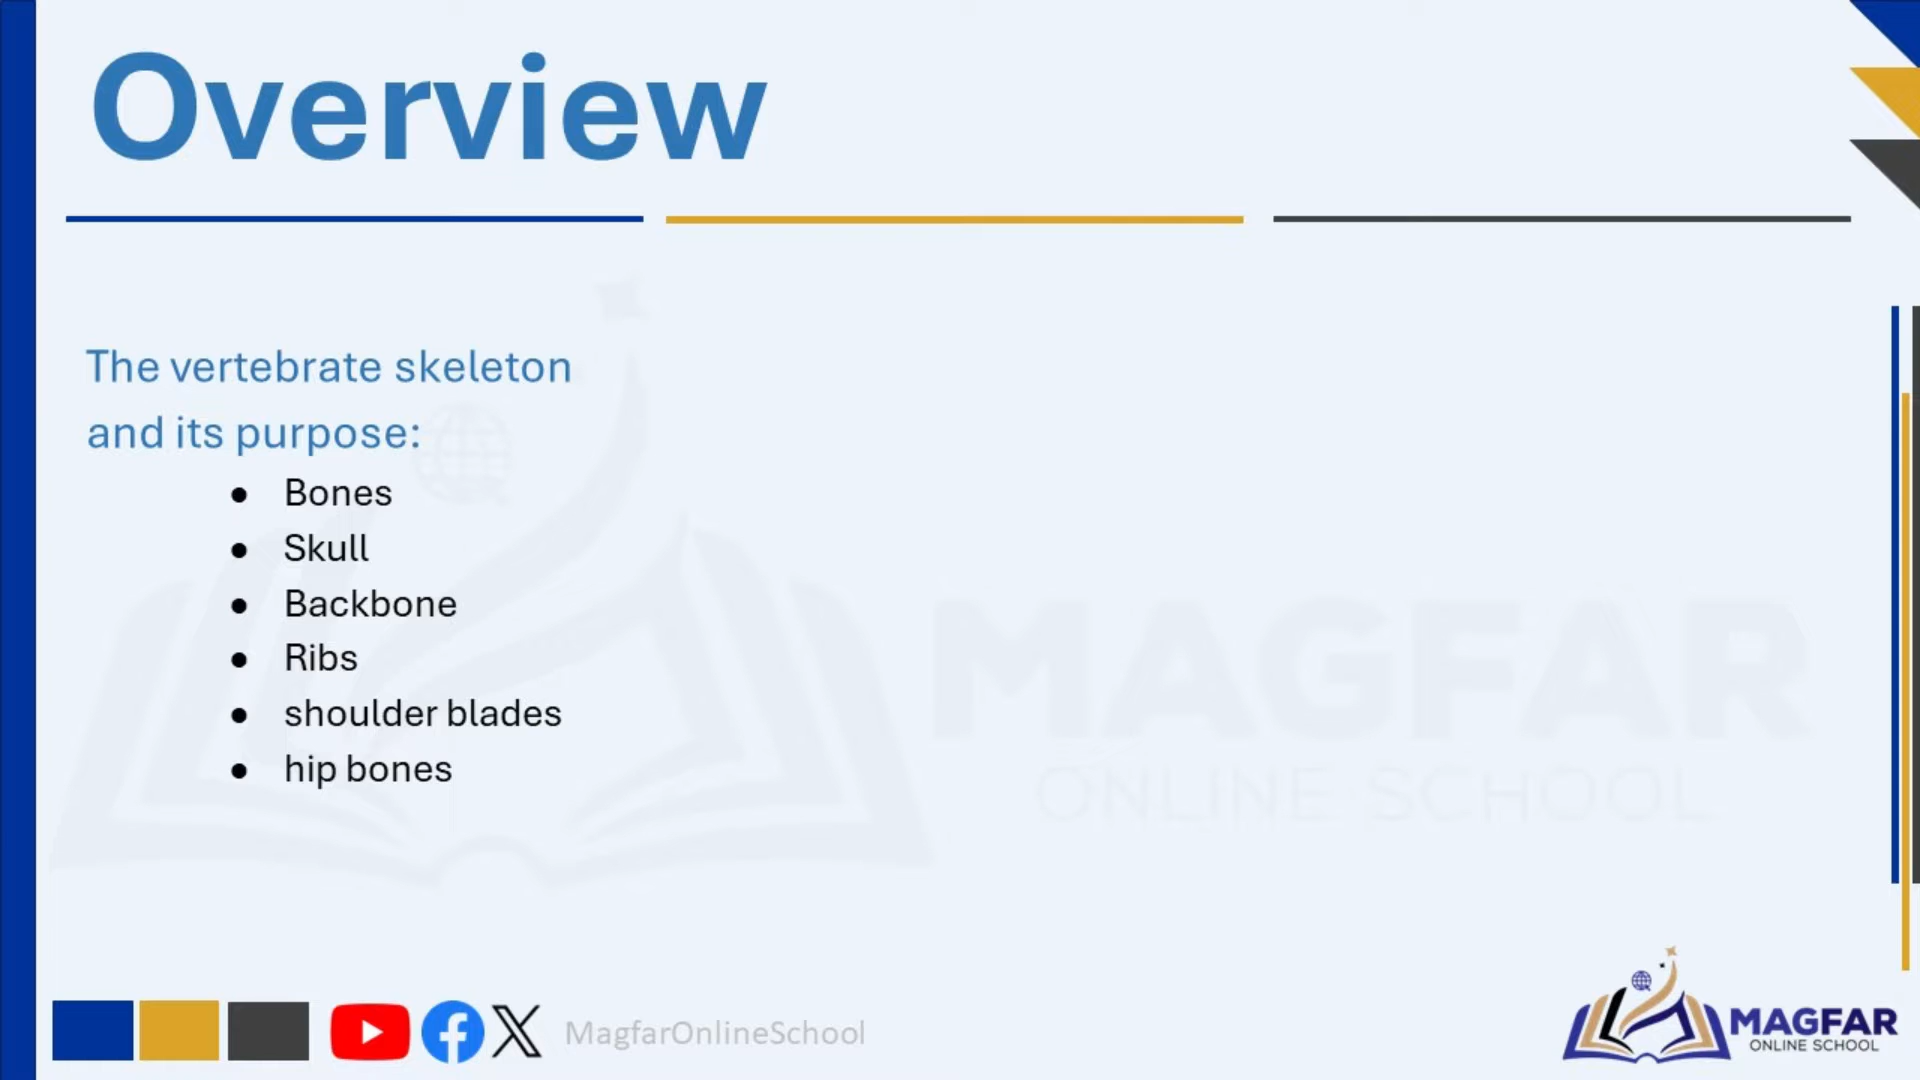 Overview
The vertebrate skeleton
and its purpose:
● Bones
● Skull
● Backbone
● Ribs
● shoulder blades
● hip bones
MAGFAR
ONLINE SCHOOL
MagfarOnlineSchool
MAGFAR
ONLINE SCHOOL